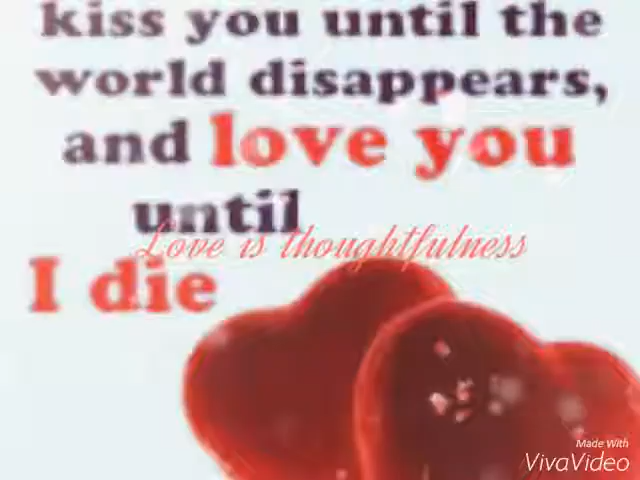 kiss you until the
world disappears,
and love you
until
Love is thoughtfulness
I die
Made With
VivaVideo